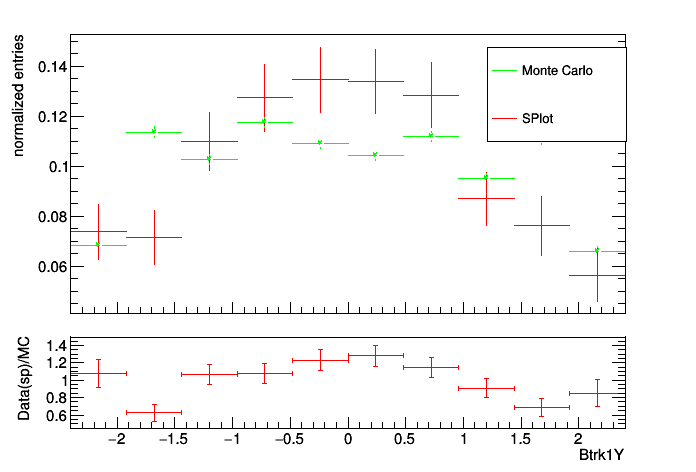 normalized entries
0.14
0.12
0.1
0.08
0.06
Monte Carlo
SPlot
Data(sp)/MC
1.4
1.2
1
0.8
0.6
−2 −1.5 −1 −0.5 0 0.5 1 1.5 2
Btrk1Y